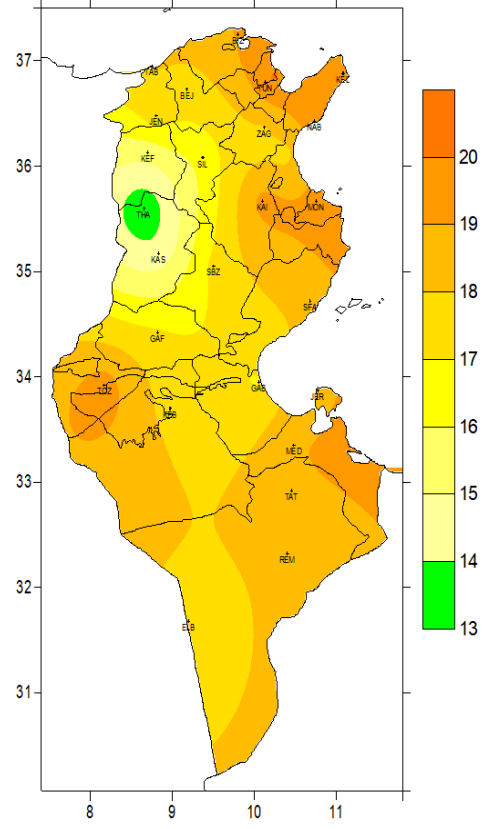 37
BIZ
TAB
TUN
KEL
BEJ
JEN
ZAG
NAB
20
KEF
SIL
36
19
THA
KAI
MON
KAS
SBZ
35
18
SFA
GAF
17
34
TOZ
GAB
JER
16
MED
33
15
TAT
14
REM
32
13
ELB
31
8
9
10
11